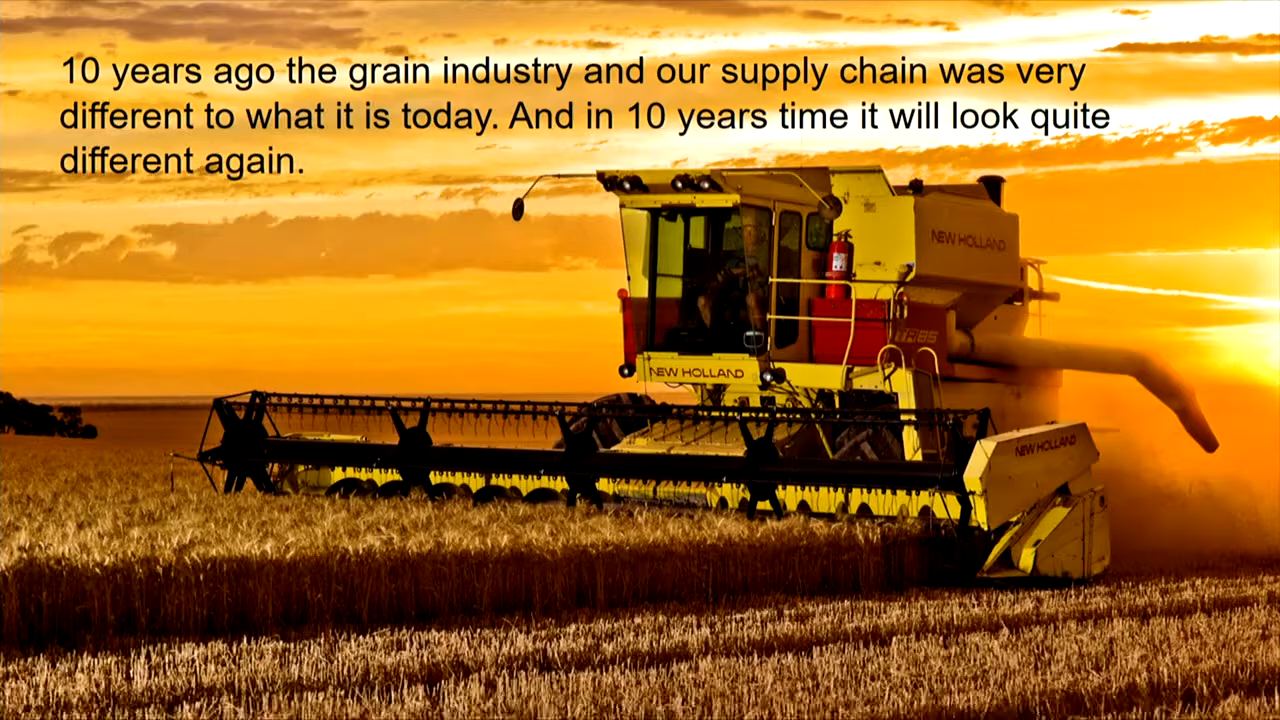 10 years ago the grain industry and our supply chain was very
different to what it is today. And in 10 years time it will look quite
different again.
NEW HOLLAND
TR85
NEW HOLLAND
NEW HOLLAND